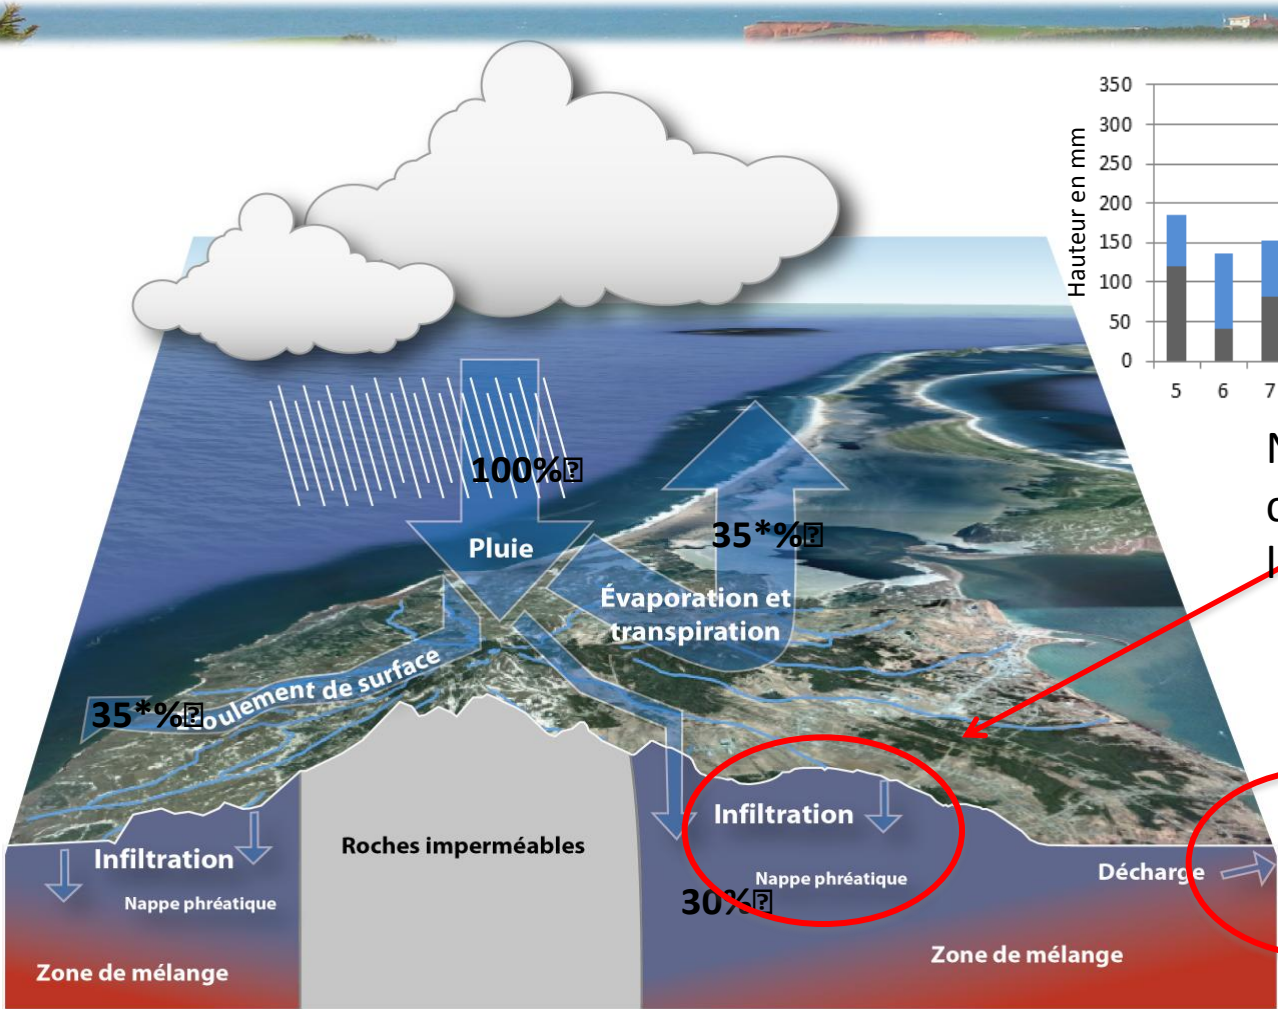 350
300
250
200
150
100
50
0
Hauteur en mm
5 6 7
100%
Pluie
35*%
Évaporation et
transpiration
35*%
Écoulement de surface
Roches imperméables
Infiltration
Nappe phréatique
Zone de mélange
Infiltration
Nappe phréatique
30%
Décharge
Zone de mélange